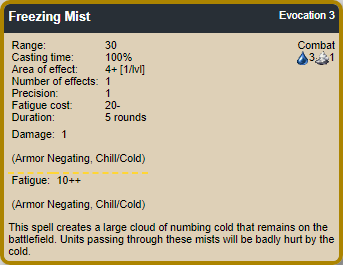 Freezing Mist Evocation 3
Range: 30 Combat
Casting time: 100% 3 1
Area of effect: 4+ [1/lvl]
Number of effects: 1
Precision: 1
Fatigue cost: 20-
Duration: 5 rounds
Damage: 1
(Armor Negating, Chill/Cold)
Fatigue: 10++
(Armor Negating, Chill/Cold)
This spell creates a large cloud of numbing cold that remains on the
battlefield. Units passing through these mists will be badly hurt by the
cold.